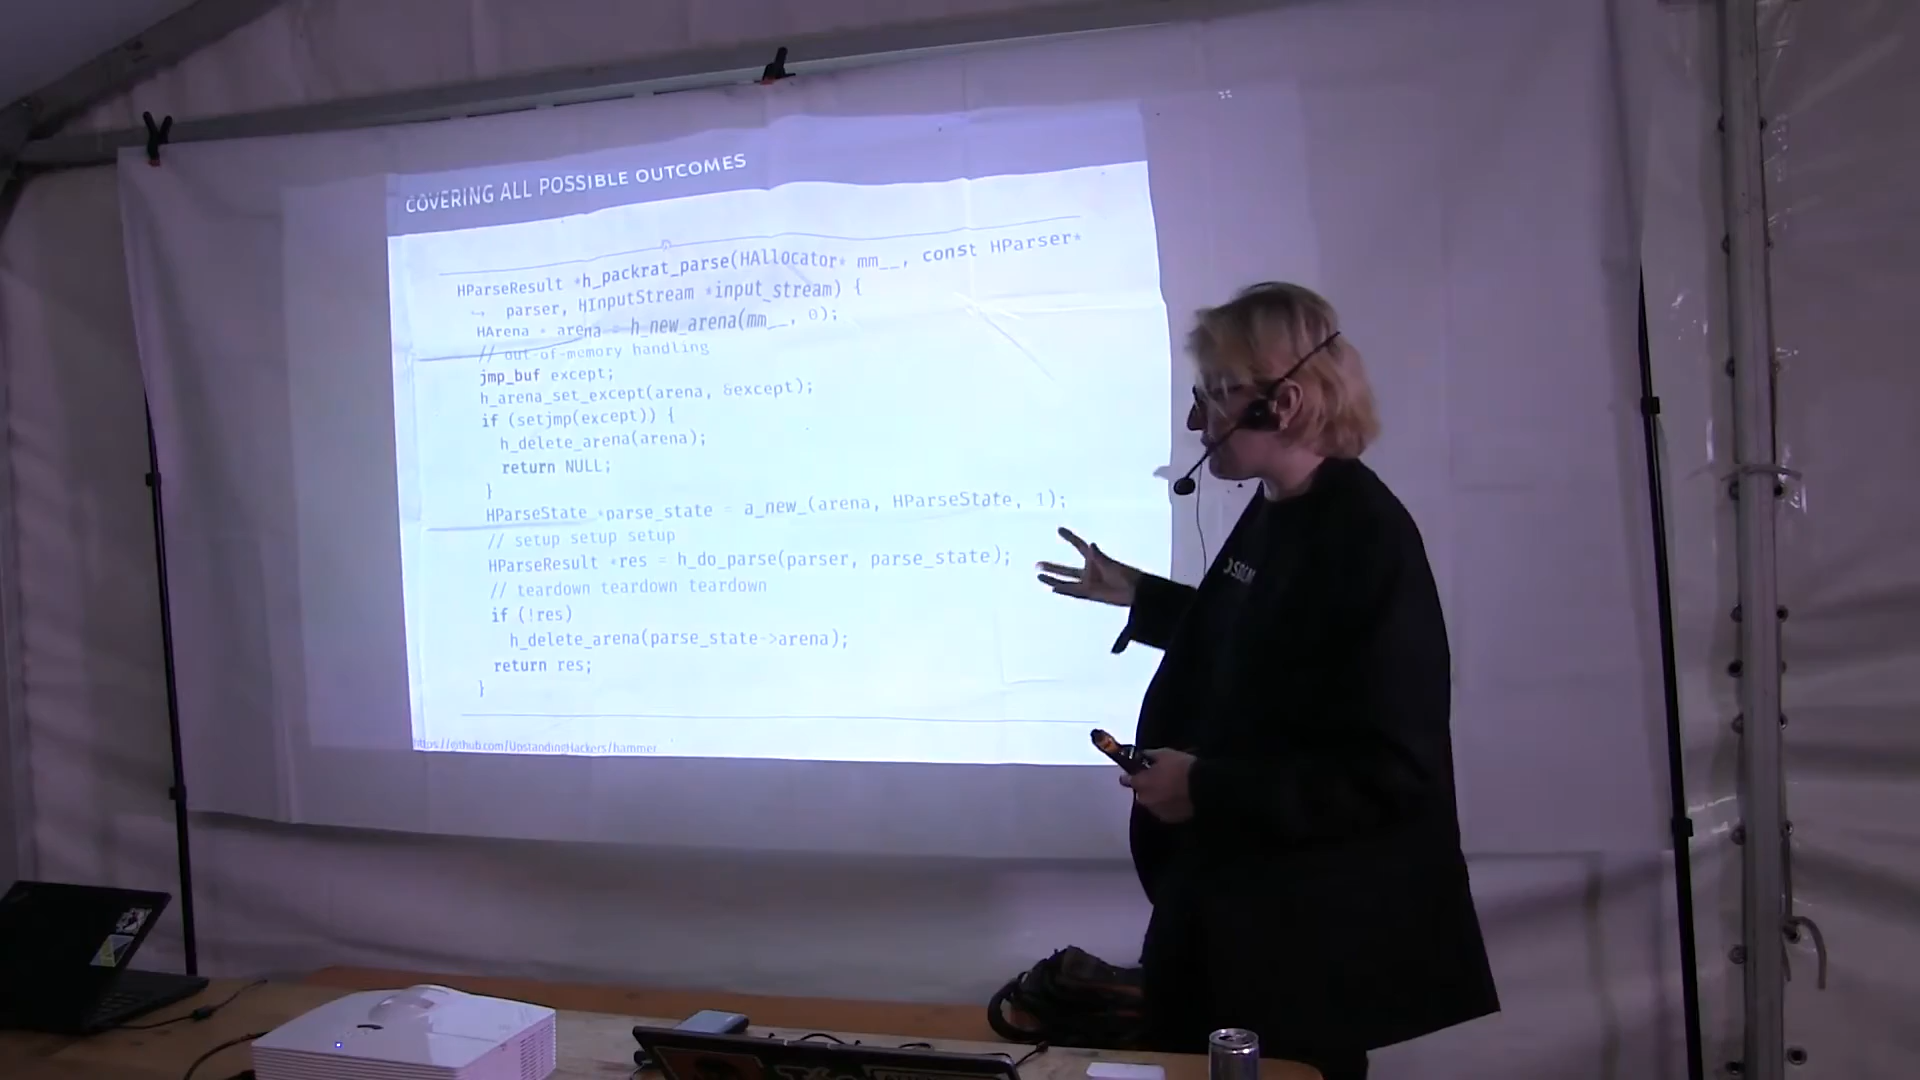 COVERING ALL POSSIBLE OUTCOMES
HParseResult *h_packrat_parse(HAllocator* mm__, const HParser*
↪ parser, HInputStream *input_stream) {
HArena * arena = h_new_arena(mm__, 0);
// out-of-memory handling
jmp_buf except;
h_arena_set_except(arena, &except);
if (setjmp(except)) {
h_delete_arena(arena);
return NULL;
}
HParseState *parse_state = a_new_(arena, HParseState, 1);
// setup setup setup
HParseResult *res = h_do_parse(parser, parse_state);
// teardown teardown teardown
if (!res)
h_delete_arena(parse_state->arena);
return res;
}
https://github.com/UpstandingHackers/hammer